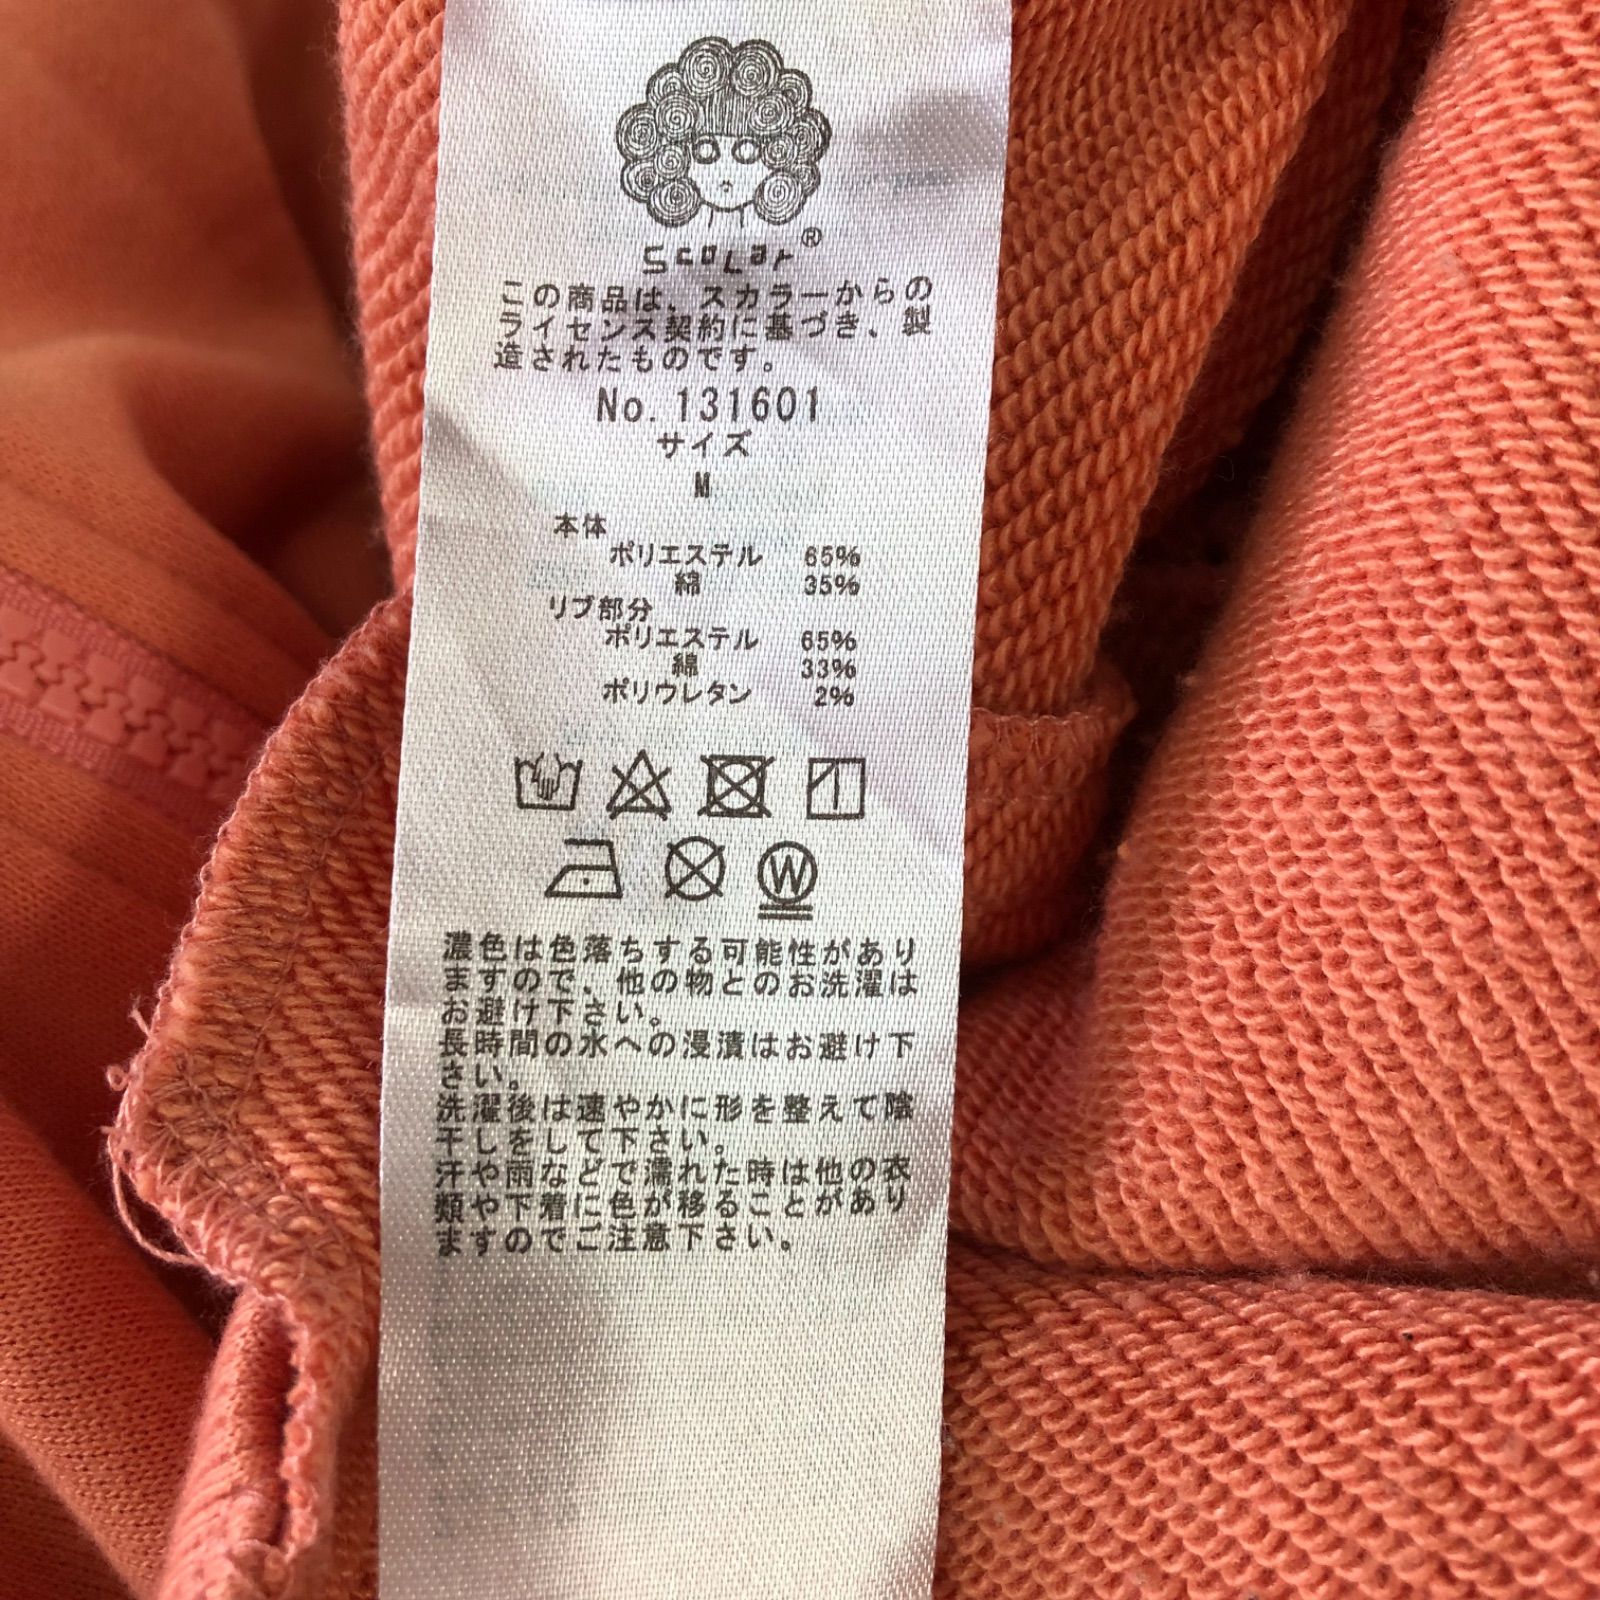 ScoLar®
この商品は、スカラーからの
ライセンス契約に基づき、製
造されたものです。
No. 131601
サイズ
M
本体
ポリエステル 65%
綿 35%
リブ部分
ポリエステル 65%
綿 33%
ポリウレタン 2%
W
濃色は色落ちする可能性があり
ますので、他の物とのお洗濯は
お避け下さい。
長時間の水への浸漬はお避け下
さい。
洗濯後は速やかに形を整えて陰
干しをして下さい。
汗や雨などで濡れた時は他の衣
類や下着に色が移ることがあり
ますのでご注意下さい。